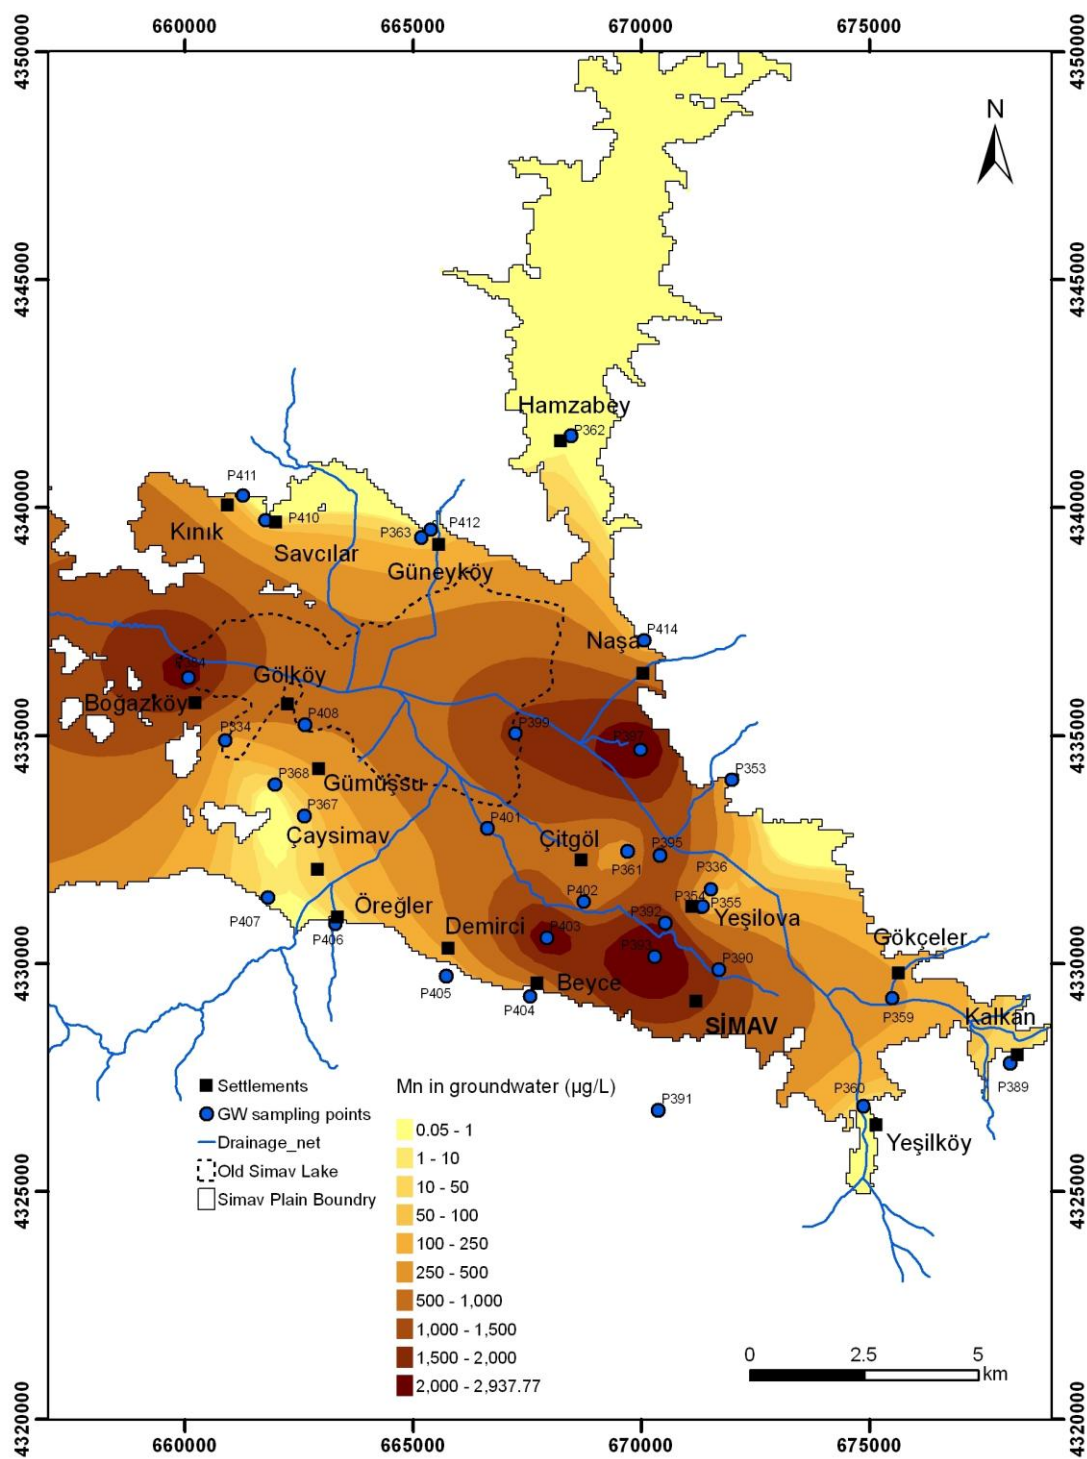 660000 665000 670000 675000
4350000 4350000
N
4345000 4345000
Hamzabey
P362
P411
4340000 4340000
P410
P412
Kınık
P363
Savcılar
Güneyköy
P414
Naşa
Gölköy
Boğazköy
P408
P399
4335000 4335000
P334
P397
P368
P353
Gümüşsu
P367
P401
Çaysimav
Çitgöl
P395
P361
P336
P402
P354
P355
P407
Öreğler
Demirci
P392
Yeşilova
P403
P406
Gökçeler
4330000 4330000
P393
P390
P405
Beyce
P404
SİMAV
P359
Kalkan
P389
Settlements
Mn in groundwater (µg/L)
P360
P391
GW sampling points
0.05 - 1
Yeşilköy
Drainage_net
1 - 10
Old Simav Lake
10 - 50
4325000 4325000
Simav Plain Boundry
50 - 100
100 - 250
250 - 500
500 - 1,000
1,000 - 1,500
1,500 - 2,000
2,000 - 2,937.77
0 2.5 5
km
4320000 4320000
660000 665000 670000 675000